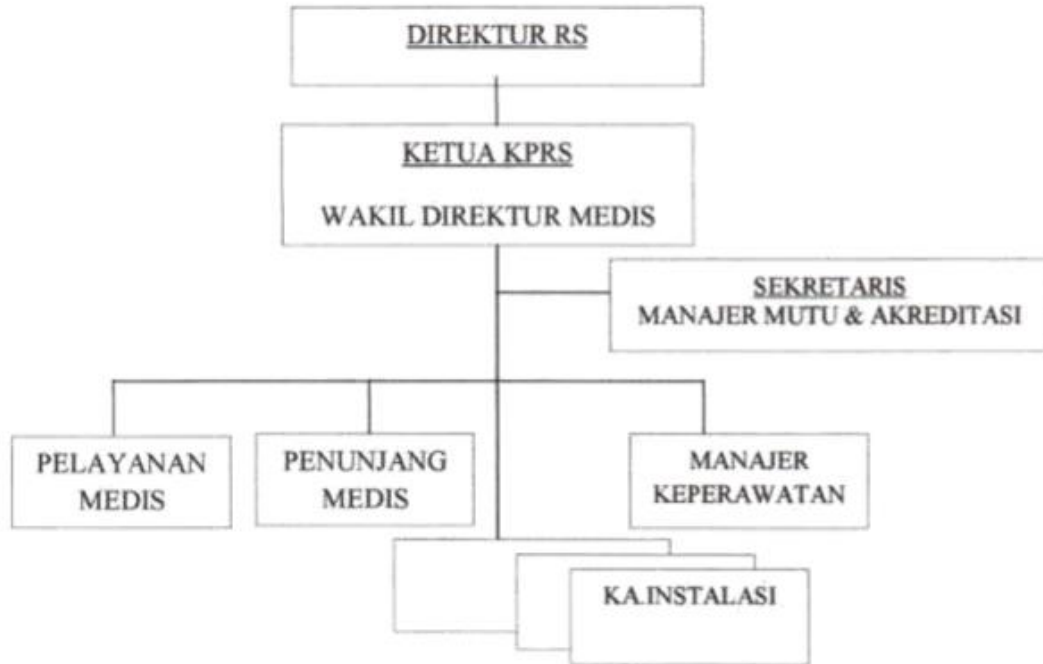 DIREKTUR RS
KETUA KPRS
WAKIL DIREKTUR MEDIS
SEKRETARIS
MANAJER MUTU & AKREDITASI
PELAYANAN
MEDIS
PENUNJANG
MEDIS
MANAJER
KEPERAWATAN
KA.INSTALASI